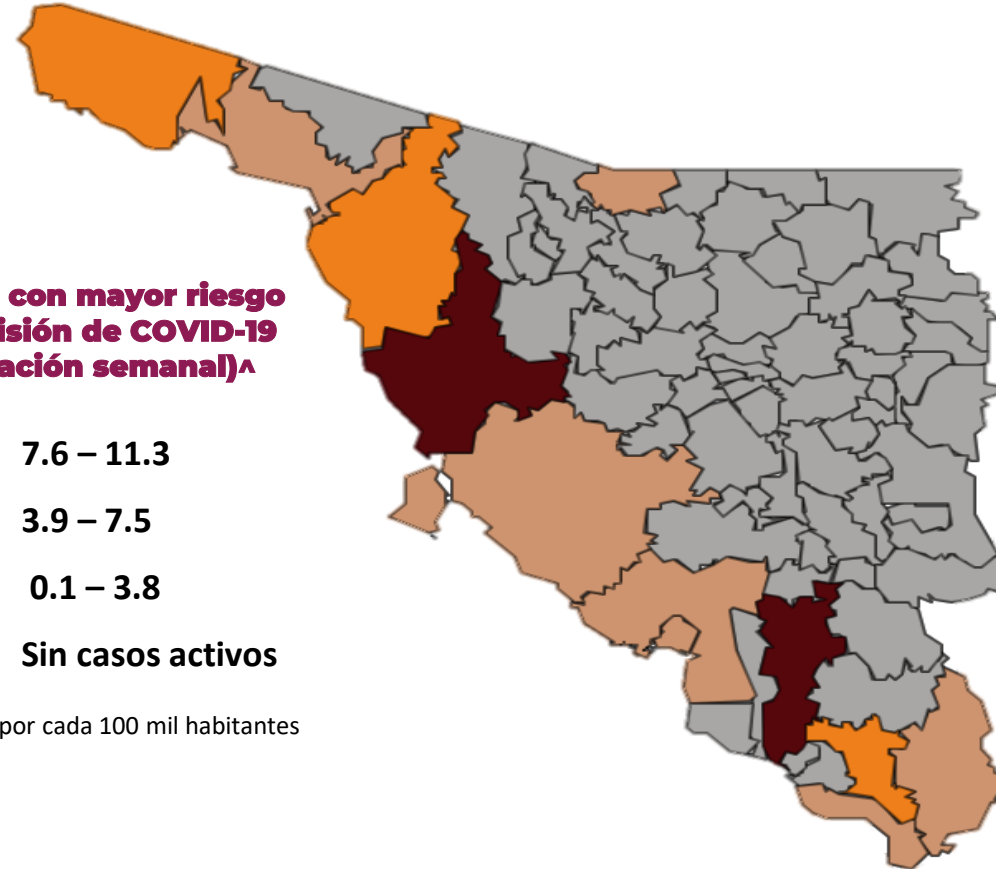 con mayor riesgo
isión de COVID-19
ación semanal)^
7.6 – 11.3
3.9 – 7.5
0.1 – 3.8
Sin casos activos
por cada 100 mil habitantes